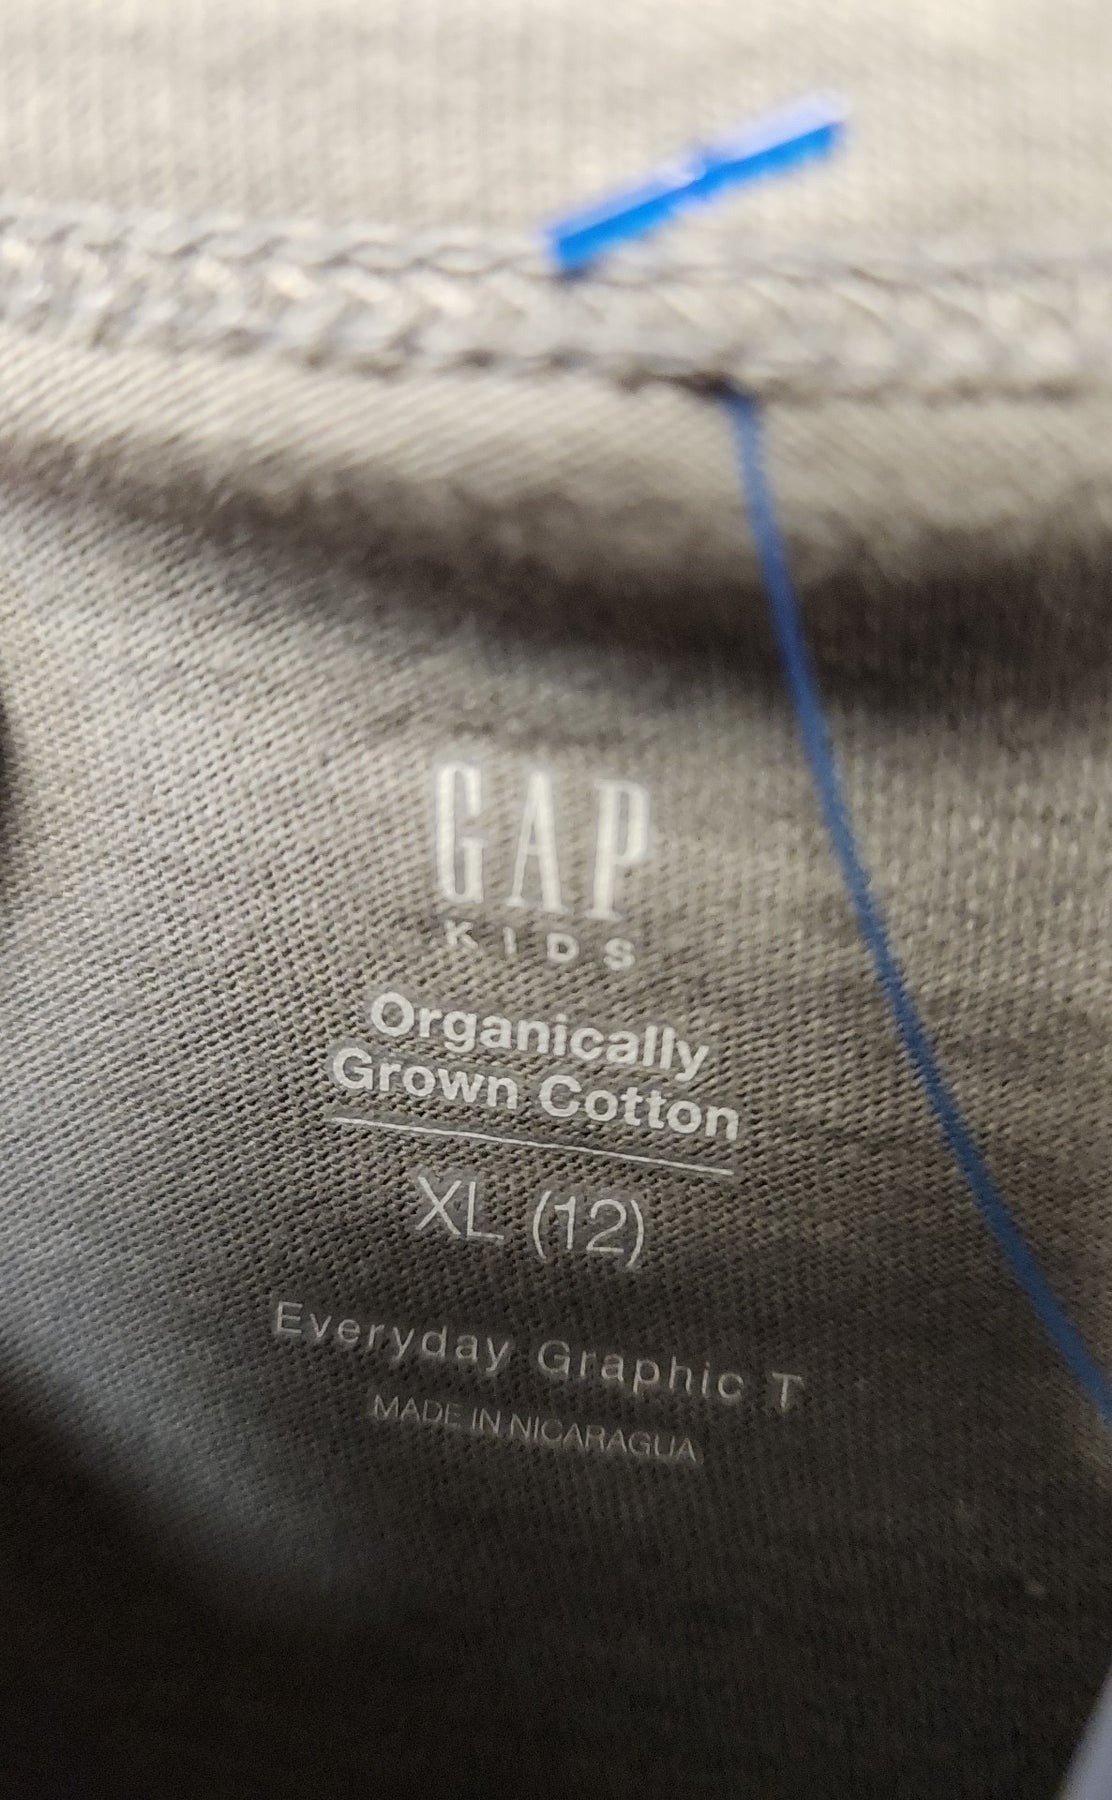 GAP
KIDS
Organically
Grown Cotton
XL (12)
Everyday Graphic T
MADE IN NICARAGUA